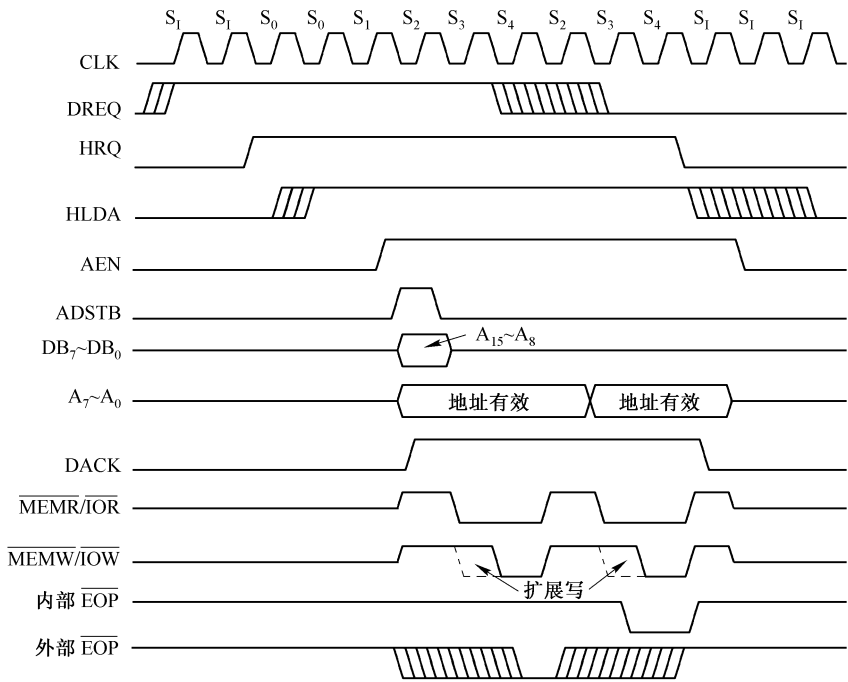 S_I S_I S_0 S_0 S_1 S_2 S_3 S_4 S_2 S_3 S_4 S_I S_I S_I
CLK
DREQ
HRQ
HLDA
AEN
ADSTB
DB_7~DB_0 A_15~A_8
A_7~A_0 地址有效 地址有效
DACK
MEMR/IOR
MEMW/IOW
扩展写
内部 EOP
外部 EOP